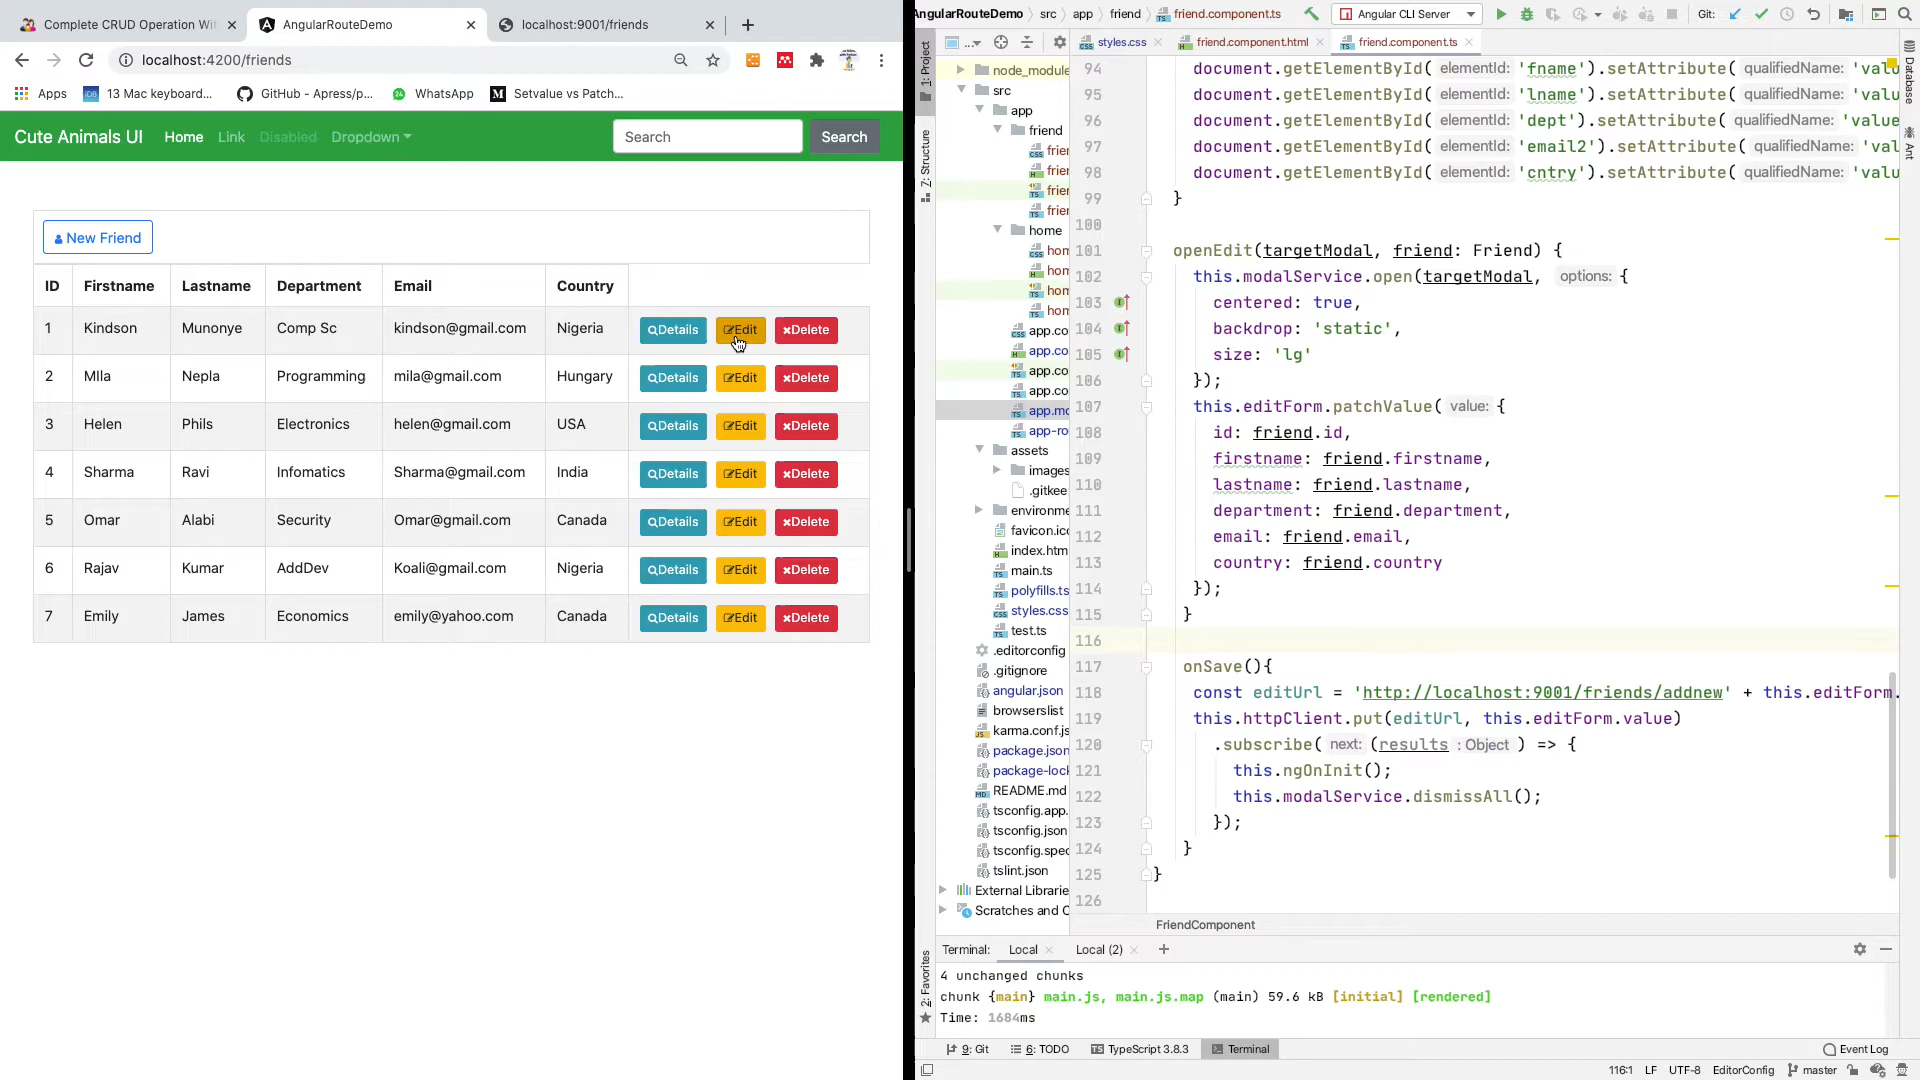 Complete CRUD Operation Wit
AngularRouteDemo
localhost:9001/friends
localhost:4200/friends
Apps
13 Mac keyboard...
GitHub - Apress/p...
WhatsApp
Setvalue vs Patch...
Cute Animals UI
Home
Link
Disabled
Dropdown
Search
Search
New Friend
ID Firstname Lastname Department Email Country
1 Kindson Munonye Comp Sc kindson@gmail.com Nigeria Details Edit Delete
2 MIla Nepla Programming mila@gmail.com Hungary Details Edit Delete
3 Helen Phils Electronics helen@gmail.com USA Details Edit Delete
4 Sharma Ravi Infomatics Sharma@gmail.com India Details Edit Delete
5 Omar Alabi Security Omar@gmail.com Canada Details Edit Delete
6 Rajav Kumar AddDev Koali@gmail.com Nigeria Details Edit Delete
7 Emily James Economics emily@yahoo.com Canada Details Edit Delete
AngularRouteDemo src app friend friend.component.ts
Angular CLI Server
Git:
styles.css
friend.component.html
friend.component.ts
1: Project
7: Structure
2: Favorites
Database
Ant
node_module
src
app
friend
frien
frien
frien
frien
home
hom
hom
hom
hom
app.co
app.co
app.co
app.co
app.mo
app-ro
assets
images
.gitkee
environme
favicon.ico
index.htm
main.ts
polyfills.ts
styles.css
test.ts
.editorconfig
.gitignore
angular.json
browserslist
karma.conf.js
package.json
package-lock
README.md
tsconfig.app.
tsconfig.json
tsconfig.spec
tslint.json
External Librarie
Scratches and C
94 document.getElementById( elementId: 'fname').setAttribute( qualifiedName: 'valu
95 document.getElementById( elementId: 'lname').setAttribute( qualifiedName: 'valu
96 document.getElementById( elementId: 'dept').setAttribute( qualifiedName: 'value
97 document.getElementById( elementId: 'email2').setAttribute( qualifiedName: 'va
98 document.getElementById( elementId: 'cntry').setAttribute( qualifiedName: 'valu
99 }
100
101 openEdit(targetModal, friend: Friend) {
102 this.modalService.open(targetModal, options: {
103 centered: true,
104 backdrop: 'static',
105 size: 'lg'
106 });
107 this.editForm.patchValue( value: {
108 id: friend.id,
109 firstname: friend.firstname,
110 lastname: friend.lastname,
111 department: friend.department,
112 email: friend.email,
113 country: friend.country
114 });
115 }
116
117 onSave(){
118 const editUrl = 'http://localhost:9001/friends/addnew' + this.editForm.
119 this.httpClient.put(editUrl, this.editForm.value)
120 .subscribe( next: (results : Object ) => {
121 this.ngOnInit();
122 this.modalService.dismissAll();
123 });
124 }
125 }
126
FriendComponent
Terminal: Local Local (2)
4 unchanged chunks
chunk {main} main.js, main.js.map (main) 59.6 kB [initial] [rendered]
Time: 1684ms
9: Git
6: TODO
TypeScript 3.8.3
Terminal
Event Log
116:1 LF UTF-8 EditorConfig master